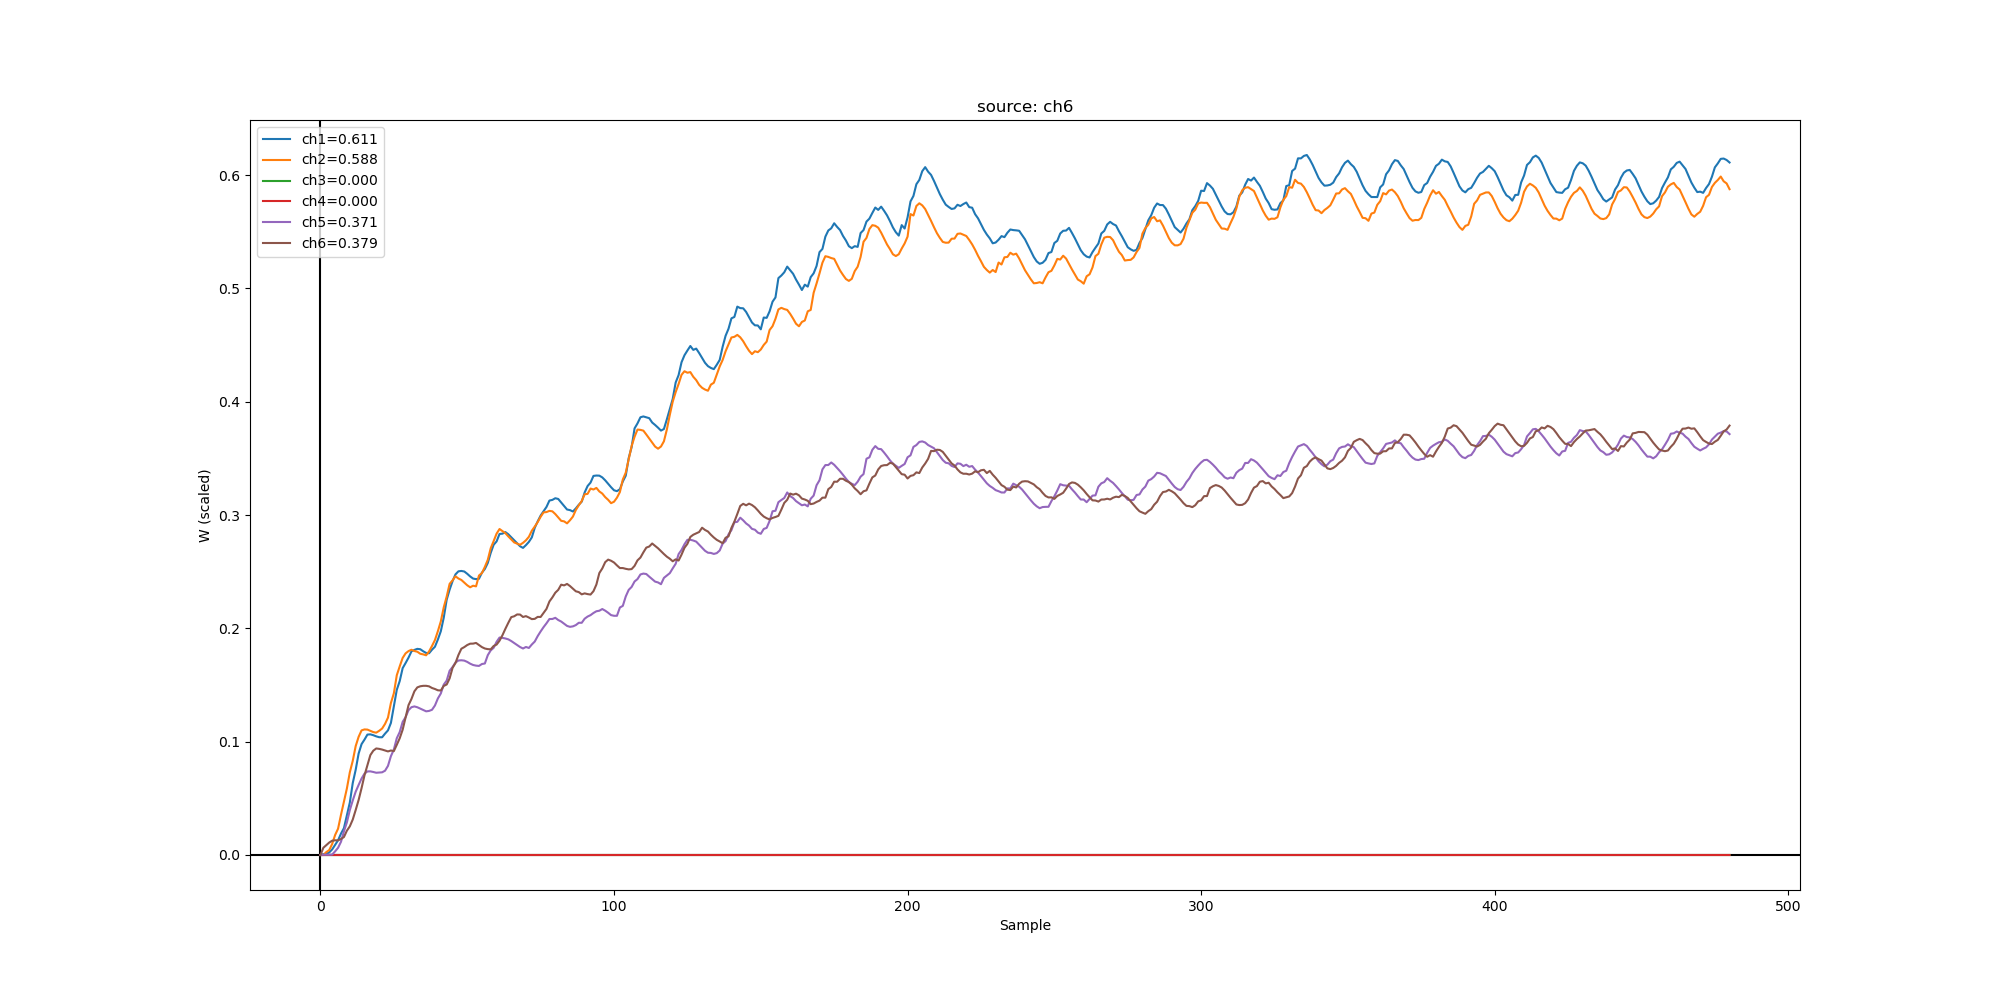 source: ch6
ch1=0.611
ch2=0.588
ch3=0.000
ch4=0.000
ch5=0.371
ch6=0.379
W (scaled)
0.6
0.5
0.4
0.3
0.2
0.1
0.0
0 100 200 300 400 500
Sample